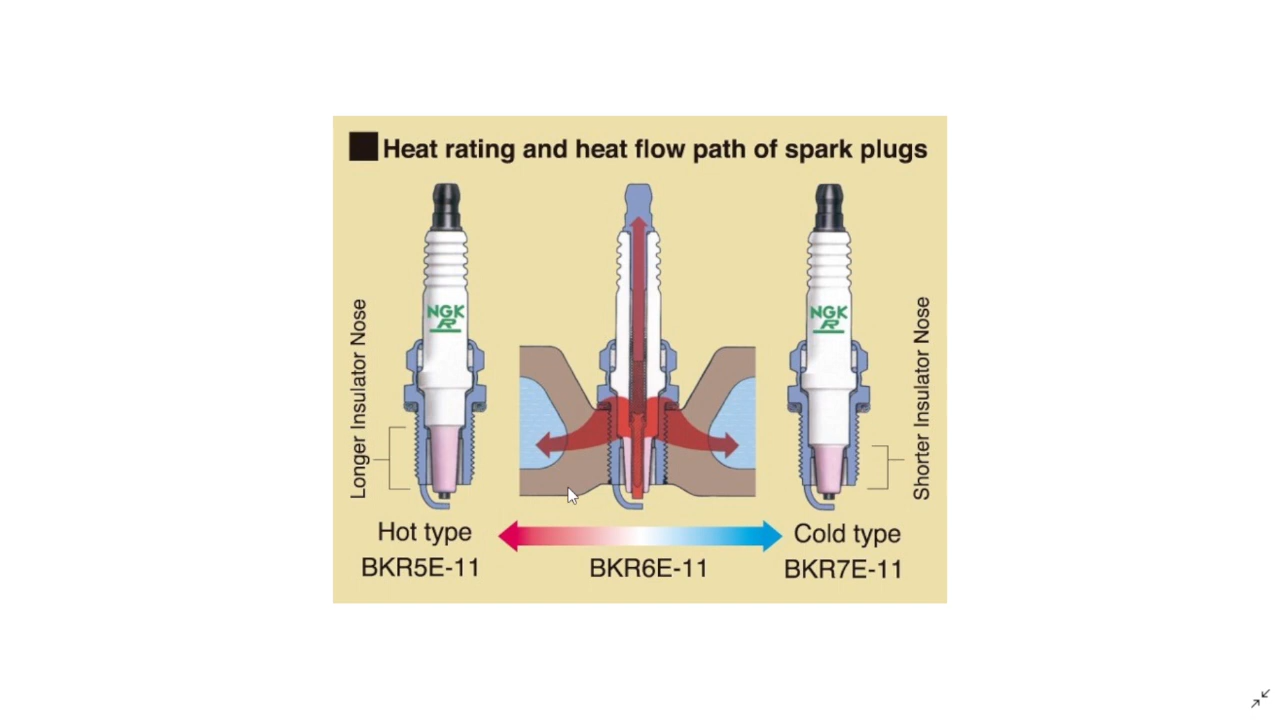 Heat rating and heat flow path of spark plugs
Longer Insulator Nose
NGK
R
NGK
R
Shorter Insulator Nose
Hot type
Cold type
BKR5E-11
BKR6E-11
BKR7E-11